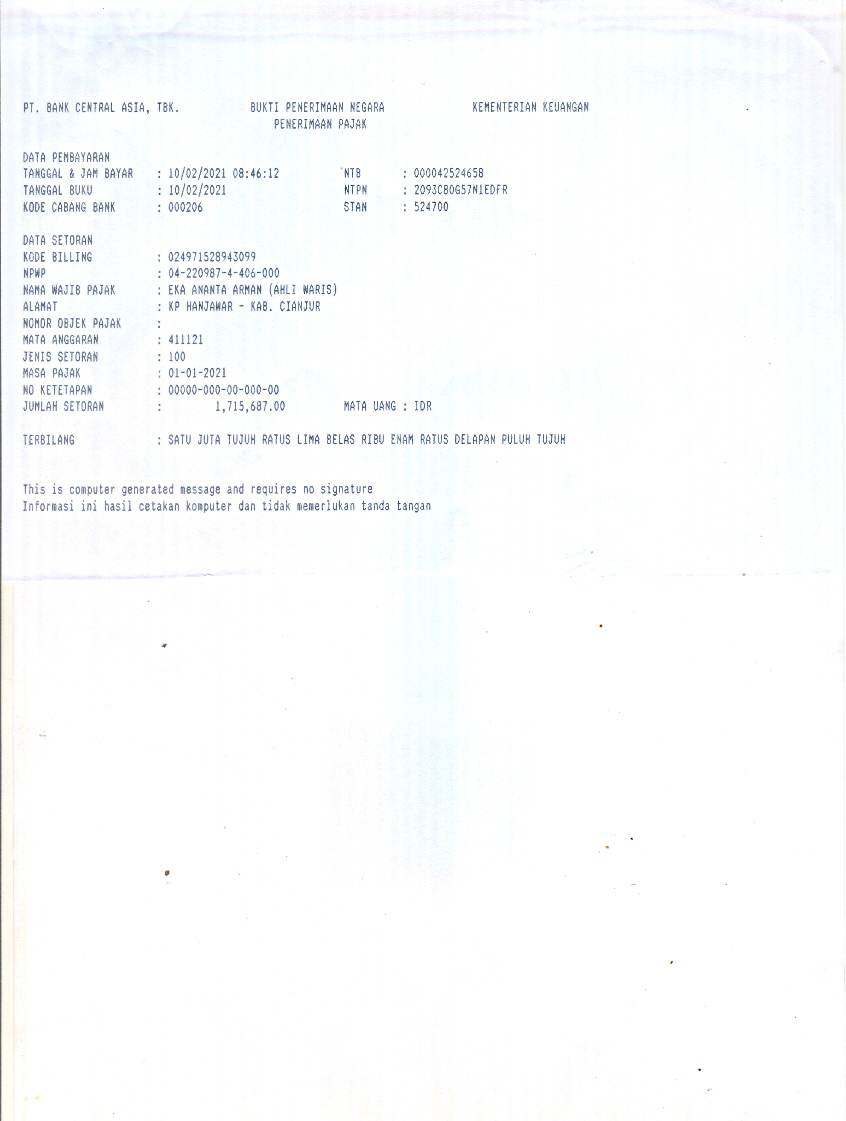 PT. BANK CENTRAL ASIA, TBK. BUKTI PENERIMAAN NEGARA KEMENTERIAN KEUANGAN
PENERIMAAN PAJAK
DATA PEMBAYARAN
TANGGAL & JAM BAYAR : 10/02/2021 08:46:12 NTB : 000042524658
TANGGAL BUKU : 10/02/2021 NTPN : 2093CB0G57N1EDFR
KODE CABANG BANK : 000206 STAN : 524700
DATA SETORAN
KODE BILLING : 024971528943099
NPWP : 04-220987-4-406-000
NAMA WAJIB PAJAK : EKA ANANTA ARMAN (AHLI WARIS)
ALAMAT : KP HANJAWAR - KAB. CIANJUR
NOMOR OBJEK PAJAK :
MATA ANGGARAN : 411121
JENIS SETORAN : 100
MASA PAJAK : 01-01-2021
NO KETETAPAN : 00000-000-00-000-00
JUMLAH SETORAN : 1,715,687.00 MATA UANG : IDR
TERBILANG : SATU JUTA TUJUH RATUS LIMA BELAS RIBU ENAM RATUS DELAPAN PULUH TUJUH
This is computer generated message and requires no signature
Informasi ini hasil cetakan komputer dan tidak memerlukan tanda tangan